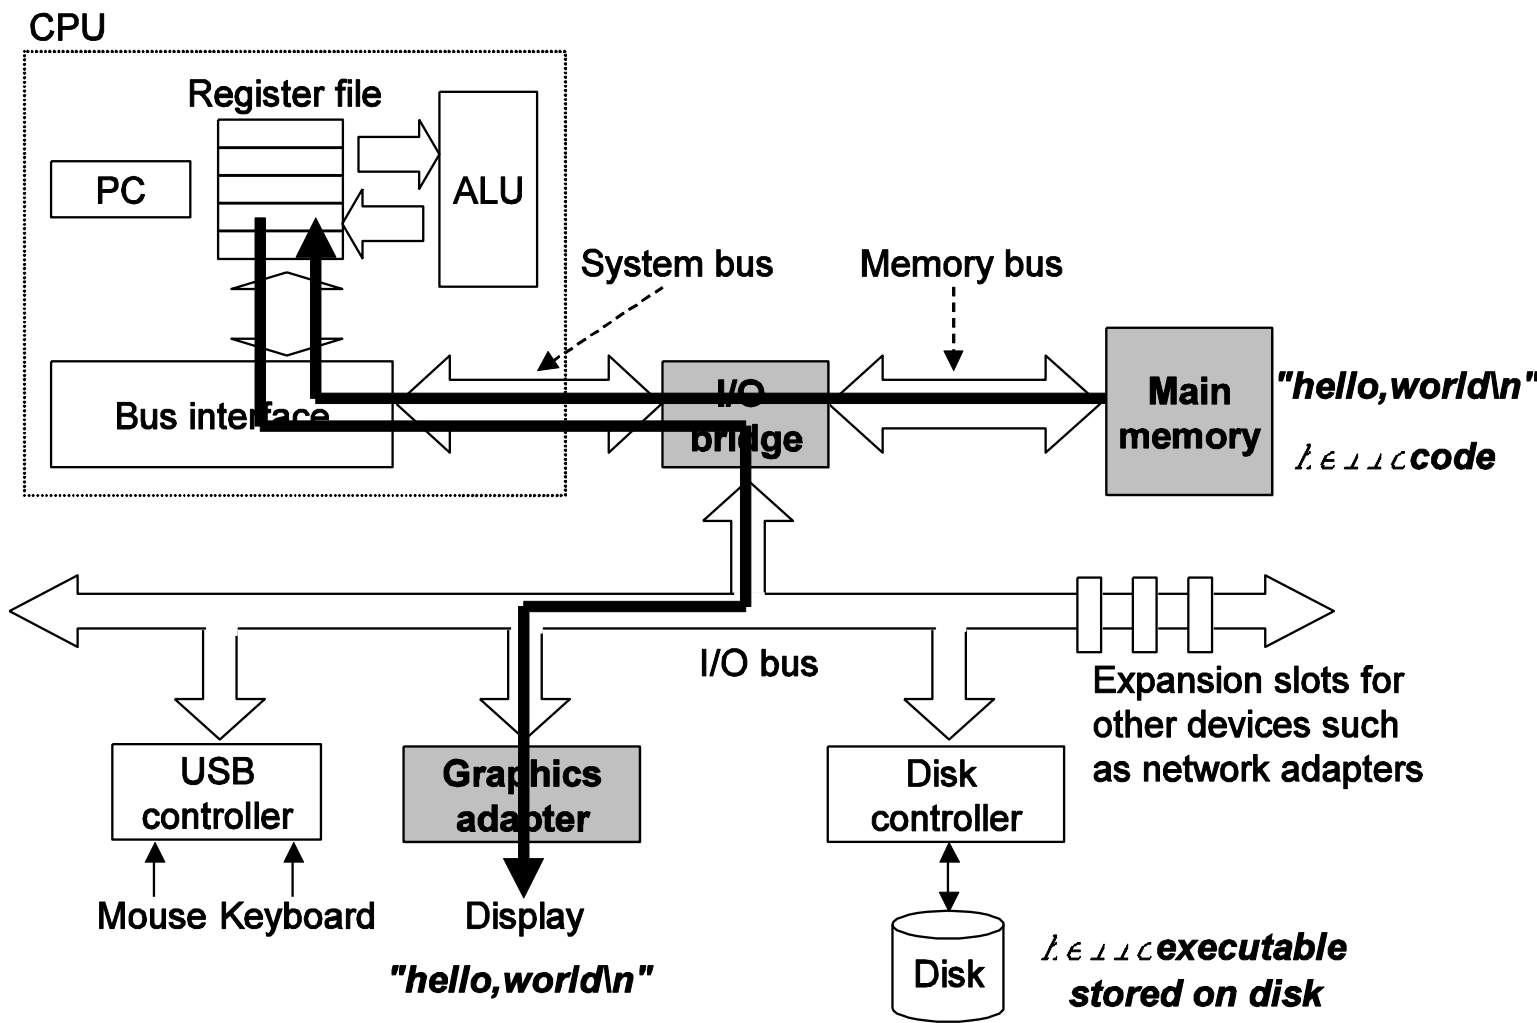 CPU
Register file
PC
ALU
System bus
Memory bus
Bus interface
I/O
bridge
Main
memory
"hello,world\n"
code
I/O bus
Expansion slots for
other devices such
as network adapters
USB
controller
Graphics
adapter
Disk
controller
Mouse
Keyboard
Display
"hello,world\n"
Disk
executable
stored on disk